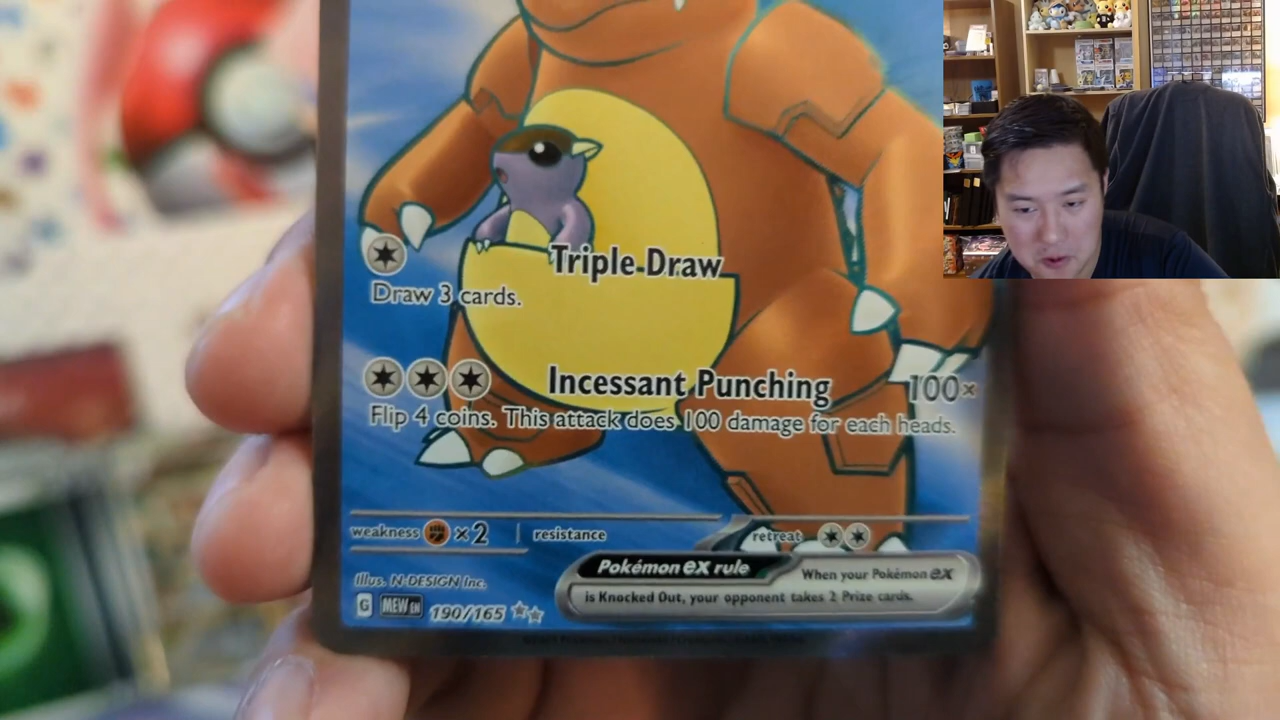 Triple Draw
Draw 3 cards.
Incessant Punching 100×
Flip 4 coins. This attack does 100 damage for each heads.
weakness ×2 resistance retreat
Pokémon ex rule When your Pokémon ex
is Knocked Out, your opponent takes 2 Prize cards.
Illus. N-DESIGN Inc.
G MEW EN 190/165